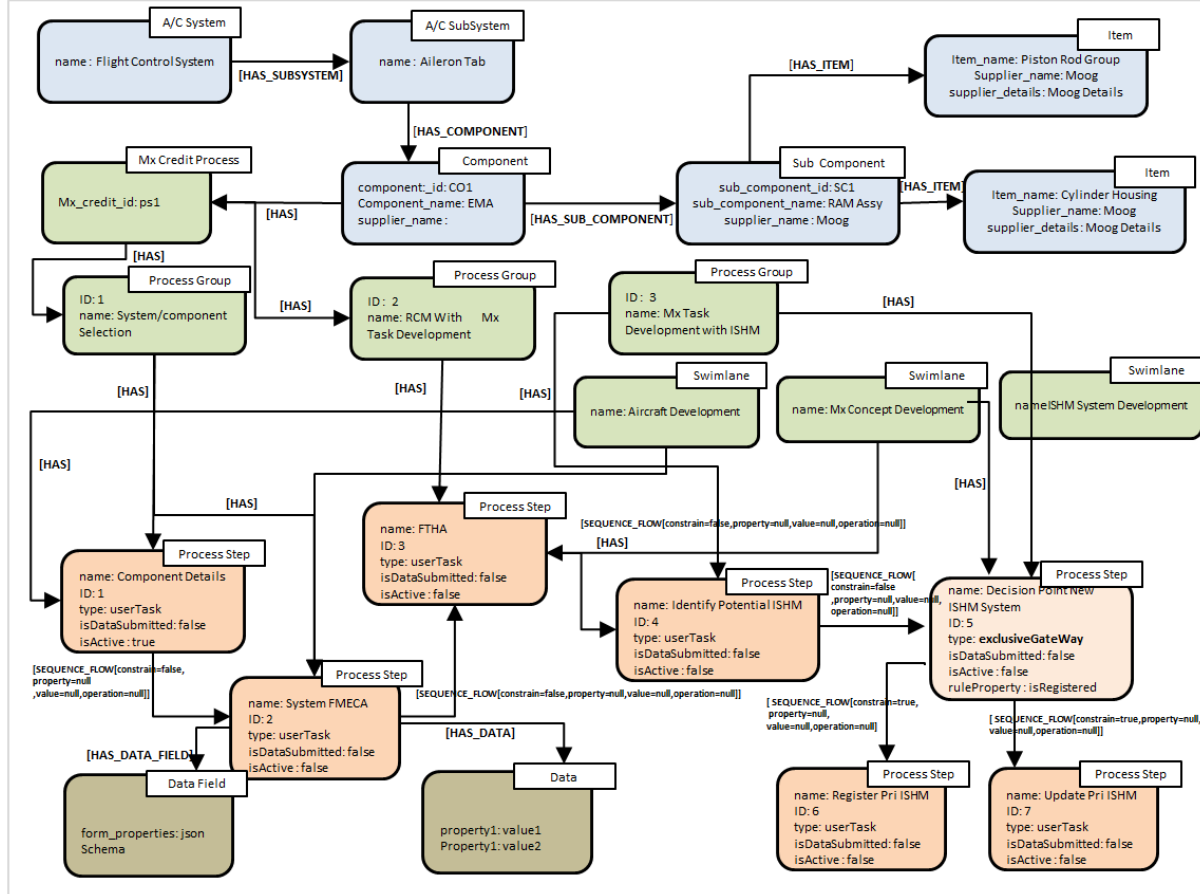 A/C System
name : Flight Control System
[HAS_SUBSYSTEM]
A/C SubSystem
name : Aileron Tab
[HAS_COMPONENT]
Item
Item_name: Piston Rod Group
Supplier_name: Moog
supplier_details : Moog Details
[HAS_ITEM]
Mx Credit Process
Mx_credit_id: ps1
[HAS]
Component
component:_id: CO1
Component_name: EMA
supplier_name :
[HAS_SUB_COMPONENT]
Sub Component
sub_component_id: SC1
sub_component_name: RAM Assy
supplier_name : Moog
[HAS_ITEM]
Item
Item_name: Cylinder Housing
Supplier_name: Moog
supplier_details : Moog Details
[HAS]
Process Group
ID: 1
name: System/component
Selection
[HAS]
Process Group
ID : 2
name: RCM With Mx
Task Development
Process Group
ID : 3
name: Mx Task
Development with ISHM
[HAS]
[HAS]
[HAS]
[HAS]
Swimlane
name: Aircraft Development
Swimlane
name: Mx Concept Development
Swimlane
nameISHM System Development
[HAS]
[HAS]
[HAS]
Process Step
name: Component Details
ID: 1
type: userTask
isDataSubmitted: false
isActive : true
Process Step
name: FTHA
ID: 3
type: userTask
isDataSubmitted: false
isActive : false
[SEQUENCE_FLOW[constrain=false,property=null,value=null,operation=null]]
[HAS]
Process Step
name: Identify Potential ISHM
ID: 4
type: userTask
isDataSubmitted: false
isActive : false
[SEQUENCE_FLOW[
constrain=false
,property=null,value=null,
operation=null]]
Process Step
name: Decision Point New
ISHM System
ID: 5
type: exclusiveGateWay
isDataSubmitted: false
isActive : false
ruleProperty : isRegistered
[SEQUENCE_FLOW[constrain=false,
property=null
,value=null,operation=null]]
Process Step
name: System FMECA
ID: 2
type: userTask
isDataSubmitted: false
isActive : false
[SEQUENCE_FLOW[constrain=false,property=null,value=null,operation=null]]
[ SEQUENCE_FLOW[constrain=true,
property=null,
value=null,operation=null]
[ SEQUENCE_FLOW[constrain=true,property=null,
value=null,operation=null]]
[HAS_DATA_FIELD]
[HAS_DATA]
Data Field
form_properties: json
Schema
Data
property1: value1
Property1: value2
Process Step
name: Register Pri ISHM
ID: 6
type: userTask
isDataSubmitted: false
isActive : false
Process Step
name: Update Pri ISHM
ID: 7
type: userTask
isDataSubmitted: false
isActive : false